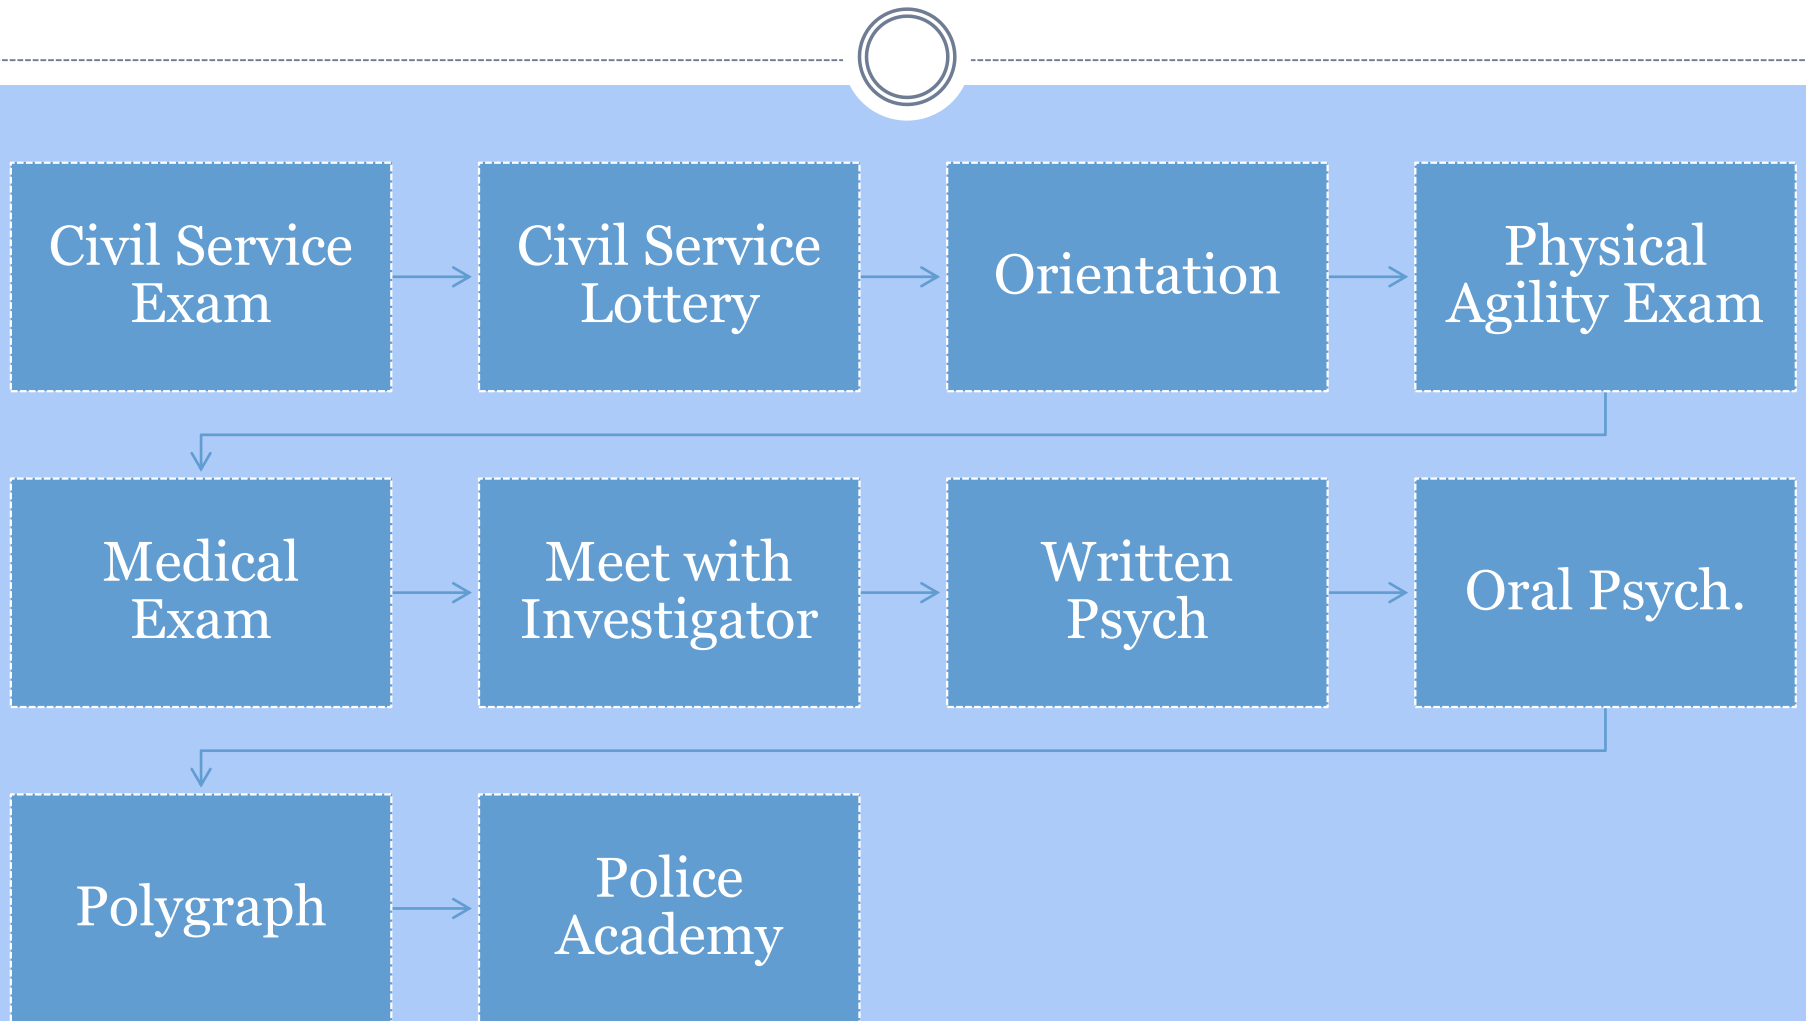 Civil Service
Exam
Civil Service
Lottery
Orientation
Physical
Agility Exam
Medical
Exam
Meet with
Investigator
Written
Psych
Oral Psych.
Polygraph
Police
Academy